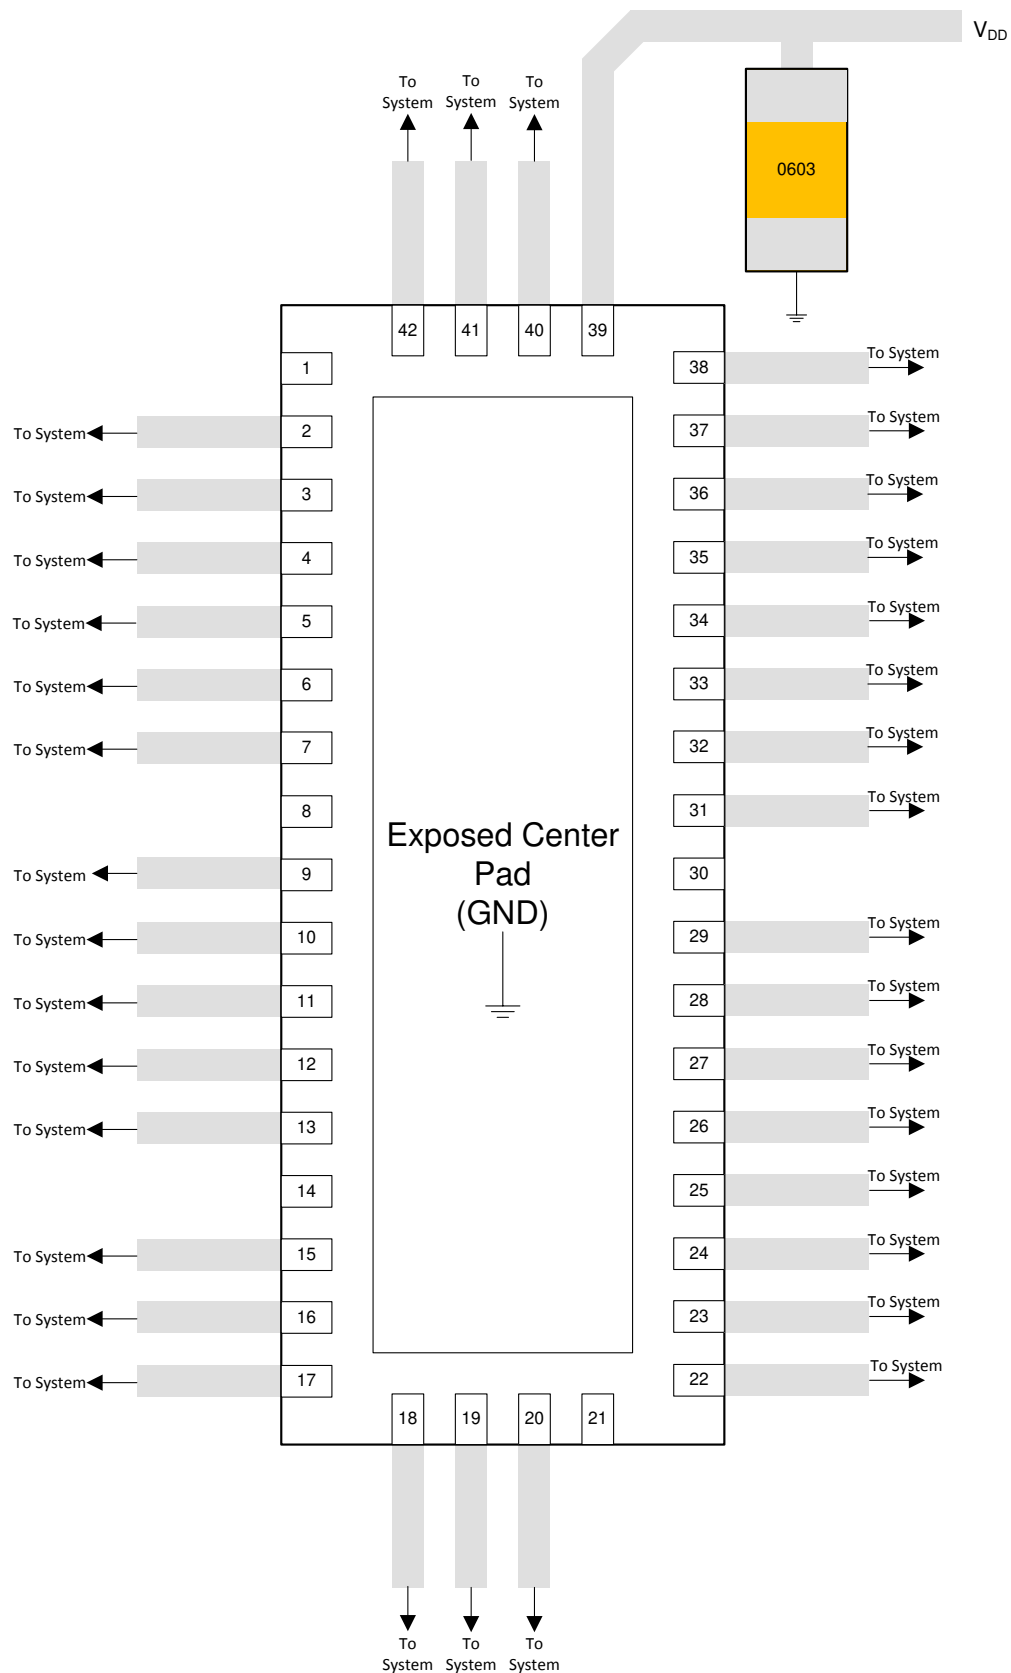 V_DD
To
System
To
System
To
System
0603
42
41
40
39
1
38
To System
To System
2
37
To System
To System
3
36
To System
To System
4
35
To System
To System
5
34
To System
To System
6
33
To System
To System
7
32
To System
8
31
To System
Exposed Center
Pad
(GND)
To System
9
30
To System
10
29
To System
To System
11
28
To System
To System
12
27
To System
To System
13
26
To System
14
25
To System
To System
15
24
To System
To System
16
23
To System
To System
17
22
To System
18
19
20
21
To
System
To
System
To
System